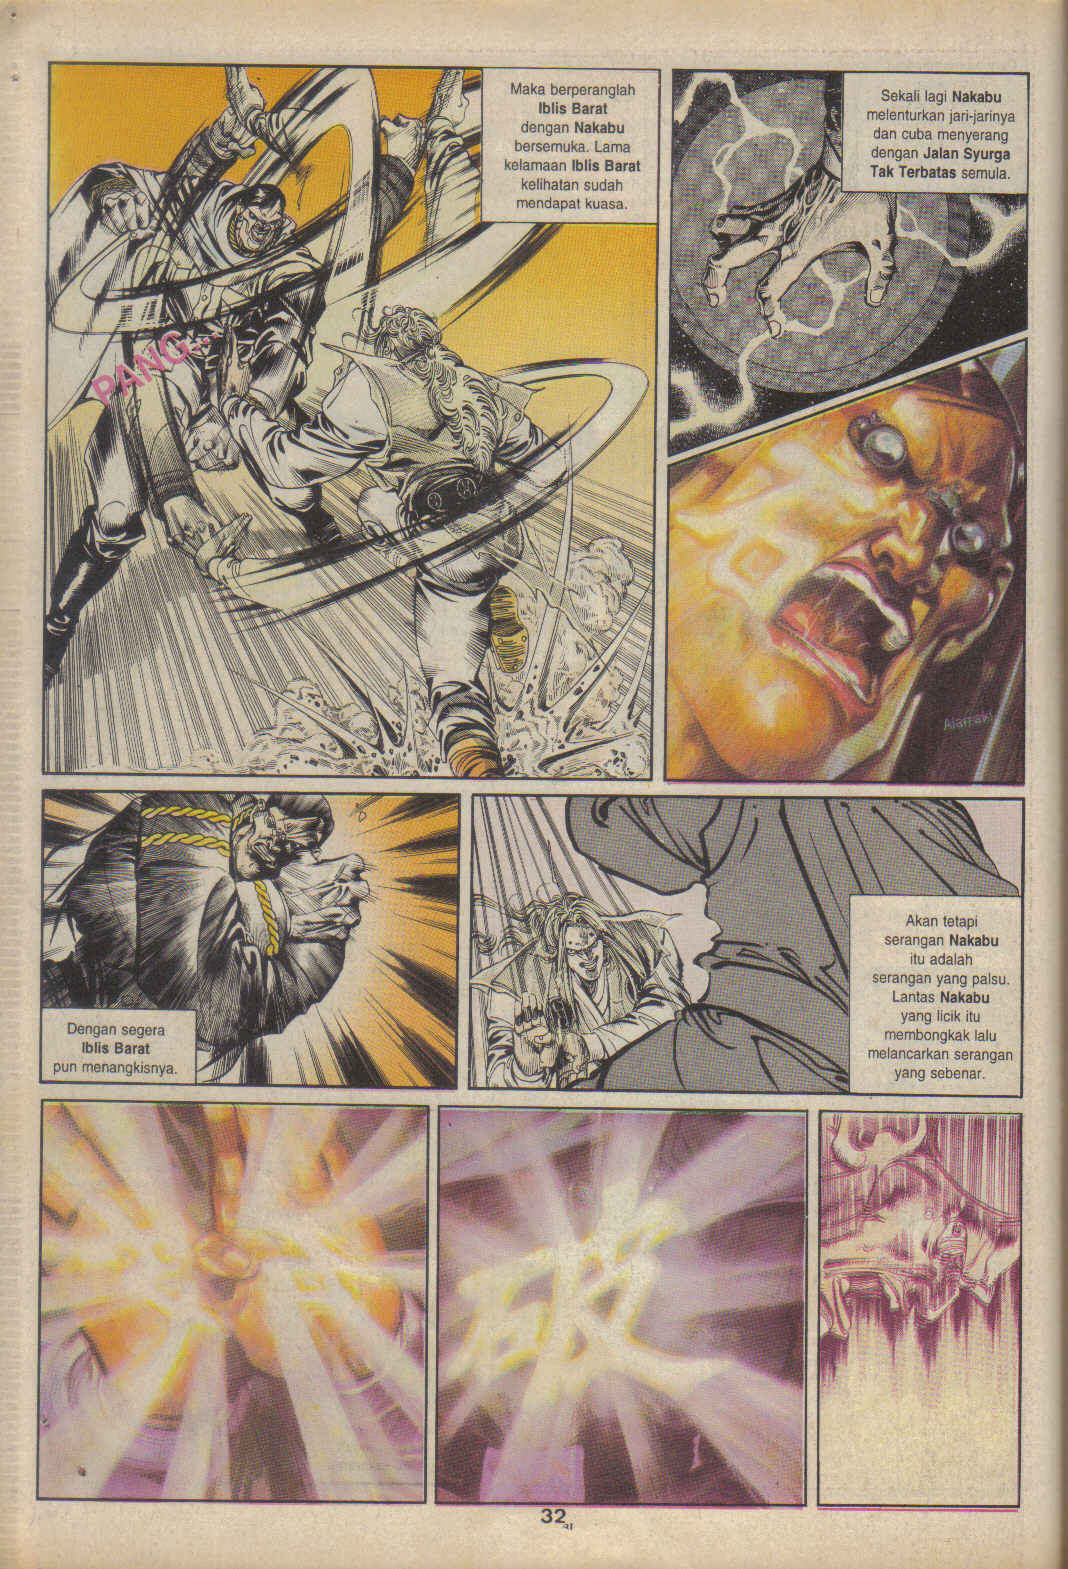 Maka berperanglah
Iblis Barat
dengan Nakabu
bersemuka. Lama
kelamaan Iblis Barat
kelihatan sudah
mendapat kuasa.
PANG...
Sekali lagi Nakabu
melenturkan jari-jarinya
dan cuba menyerang
dengan Jalan Syurga
Tak Terbatas semula.
Dengan segera
Iblis Barat
pun menangkisnya.
Akan tetapi
serangan Nakabu
itu adalah
serangan yang palsu.
Lantas Nakabu
yang licik itu
membongkak lalu
melancarkan serangan
yang sebenar.
32